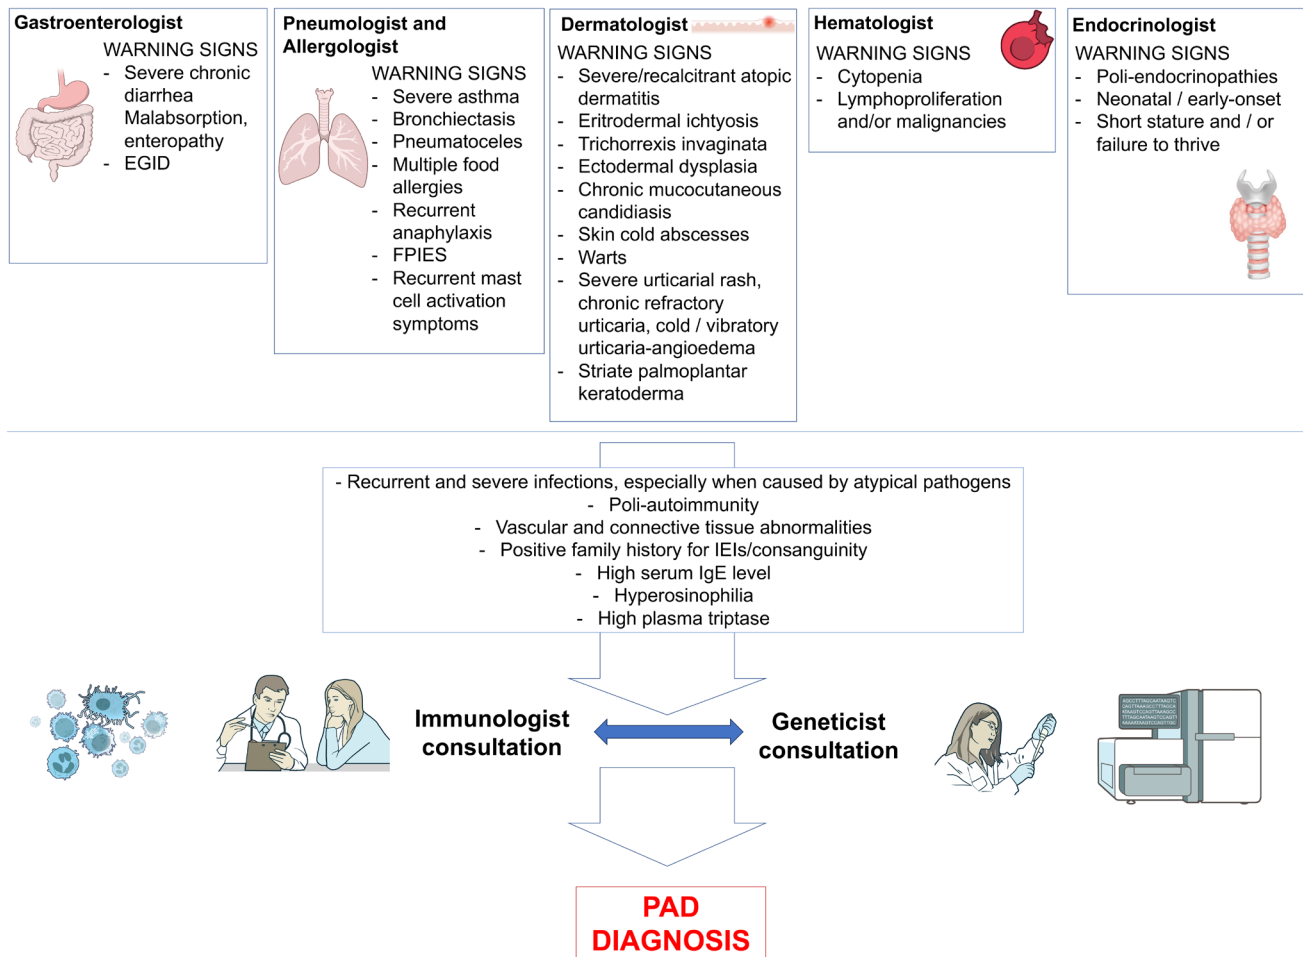 Gastroenterologist
WARNING SIGNS
- Severe chronic
diarrhea
Malabsorption,
enteropathy
- EGID
Pneumologist and
Allergologist
WARNING SIGNS
- Severe asthma
- Bronchiectasis
- Pneumatoceles
- Multiple food
allergies
- Recurrent
anaphylaxis
- FPIES
- Recurrent mast
cell activation
symptoms
Dermatologist
WARNING SIGNS
- Severe/recalcitrant atopic
dermatitis
- Eritrodermal ichtyosis
- Trichorrexis invaginata
- Ectodermal dysplasia
- Chronic mucocutaneous
candidiasis
- Skin cold abscesses
- Warts
- Severe urticarial rash,
chronic refractory
urticaria, cold / vibratory
urticaria-angioedema
- Striate palmoplantar
keratoderma
Hematologist
WARNING SIGNS
- Cytopenia
- Lymphoproliferation
and/or malignancies
Endocrinologist
WARNING SIGNS
- Poli-endocrinopathies
- Neonatal / early-onset
- Short stature and / or
failure to thrive
- Recurrent and severe infections, especially when caused by atypical pathogens
- Poli-autoimmunity
- Vascular and connective tissue abnormalities
- Positive family history for IEIs/consanguinity
- High serum IgE level
- Hyperosinophilia
- High plasma triptase
Immunologist
consultation
Geneticist
consultation
PAD
DIAGNOSIS